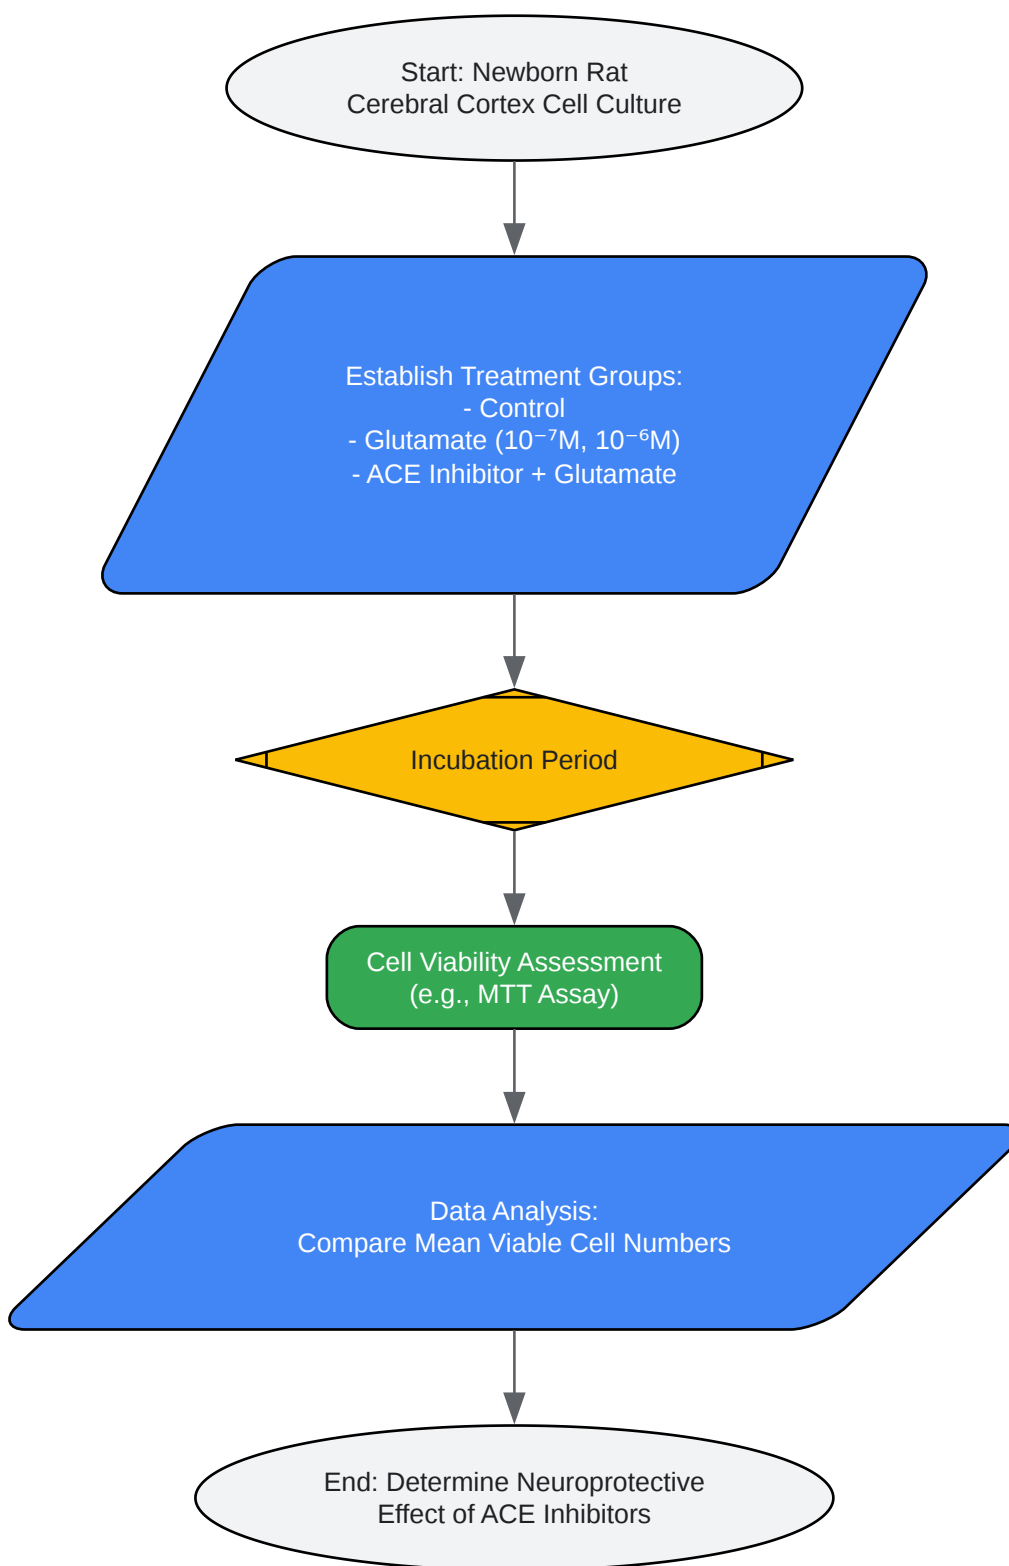 Start: Newborn Rat
Cerebral Cortex Cell Culture
Establish Treatment Groups:
- Control
- Glutamate (10⁻⁷M, 10⁻⁶M)
- ACE Inhibitor + Glutamate
Incubation Period
Cell Viability Assessment
(e.g., MTT Assay)
Data Analysis:
Compare Mean Viable Cell Numbers
End: Determine Neuroprotective
Effect of ACE Inhibitors